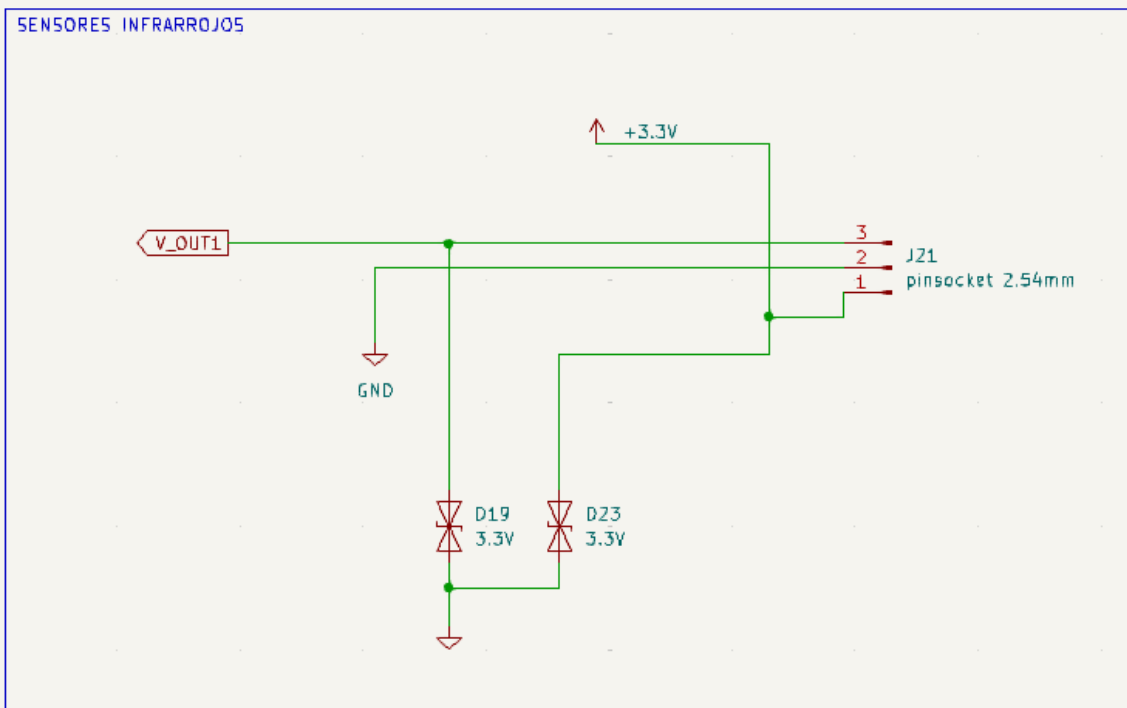 SENSORES INFRARROJOS
+3.3V
V_OUT1
3
2
1
J21
pinsocket 2.54mm
GND
D19
3.3V
D23
3.3V